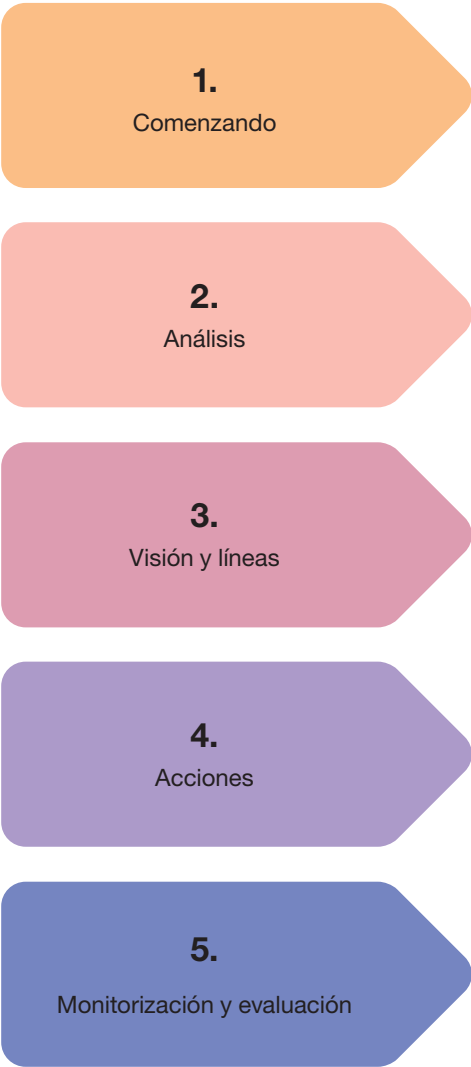 1.
Comenzando
2.
Análisis
3.
Visión y líneas
4.
Acciones
5.
Monitorización y evaluación